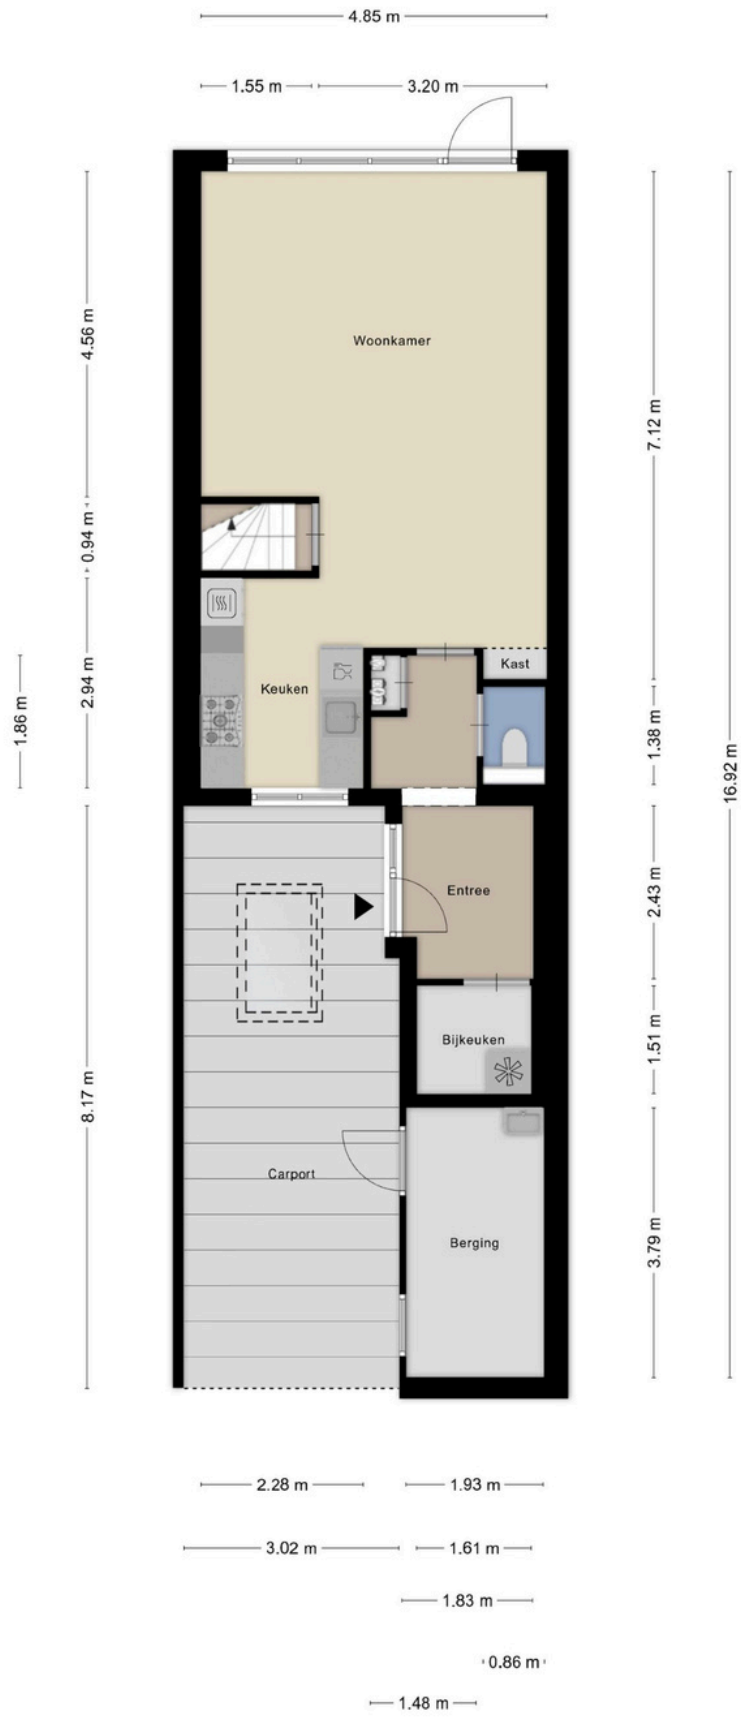 4.85 m
1.55 m
3.20 m
4.56 m
Woonkamer
7.12 m
0.94 m
Kast
Keuken
2.94 m
1.86 m
1.38 m
16.92 m
Entree
2.43 m
Bijkeuken
1.51 m
8.17 m
Carport
Berging
3.79 m
2.28 m
1.93 m
3.02 m
1.61 m
1.83 m
0.86 m
1.48 m